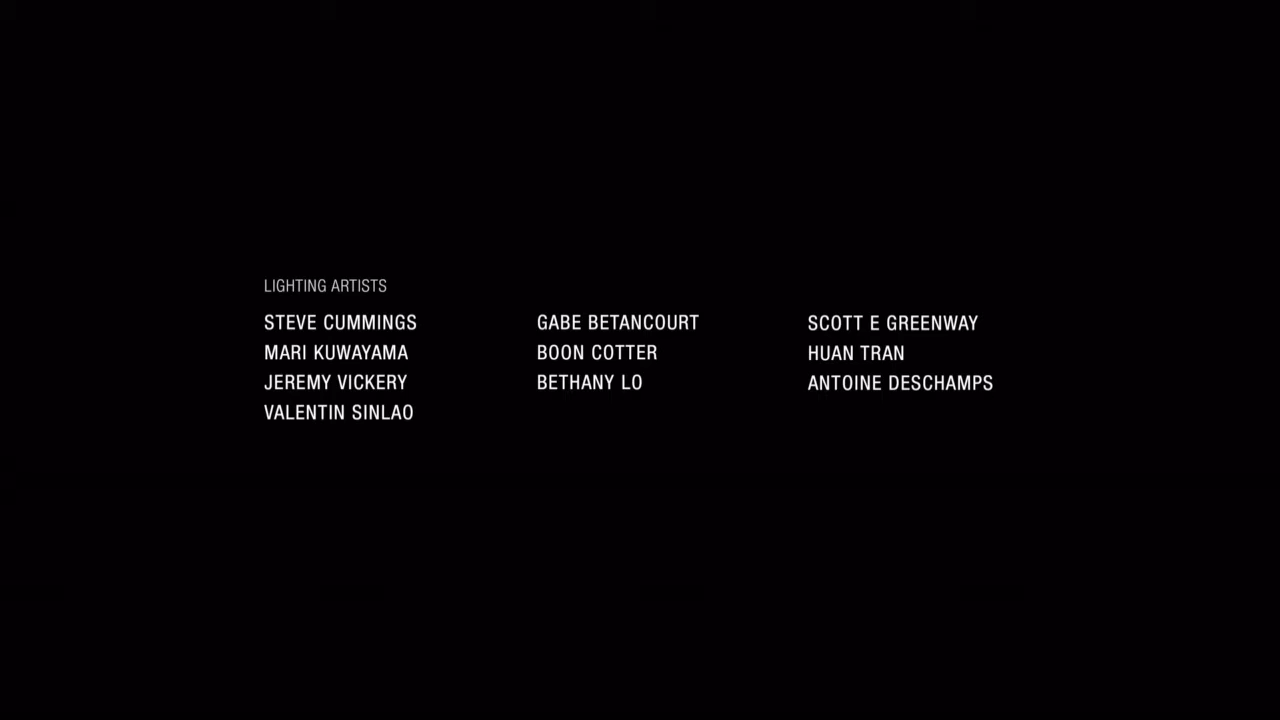 LIGHTING ARTISTS
STEVE CUMMINGS
MARI KUWAYAMA
JEREMY VICKERY
VALENTIN SINLAO
GABE BETANCOURT
BOON COTTER
BETHANY LO
SCOTT E GREENWAY
HUAN TRAN
ANTOINE DESCHAMPS